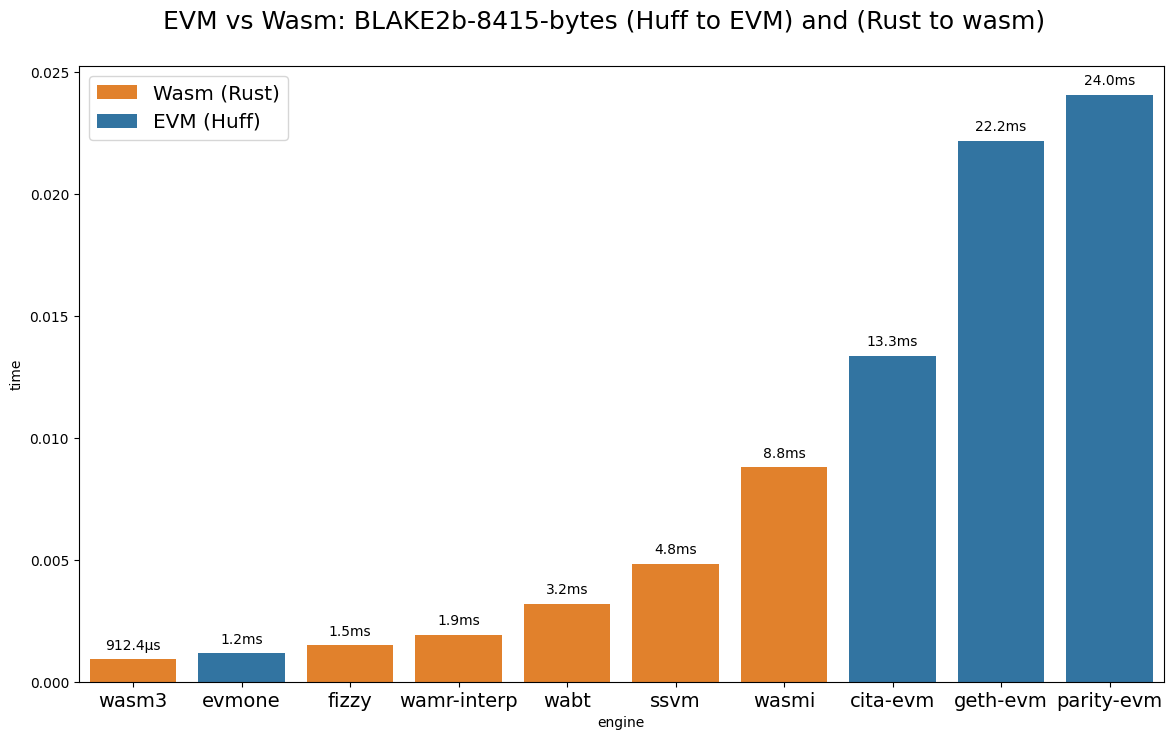 EVM vs Wasm: BLAKE2b-8415-bytes (Huff to EVM) and (Rust to wasm)
Wasm (Rust)
EVM (Huff)
time
0.025
0.020
0.015
0.010
0.005
0.000
912.4µs
1.2ms
1.5ms
1.9ms
3.2ms
4.8ms
8.8ms
13.3ms
22.2ms
24.0ms
wasm3
evmone
fizzy
wamr-interp
wabt
ssvm
wasmi
cita-evm
geth-evm
parity-evm
engine